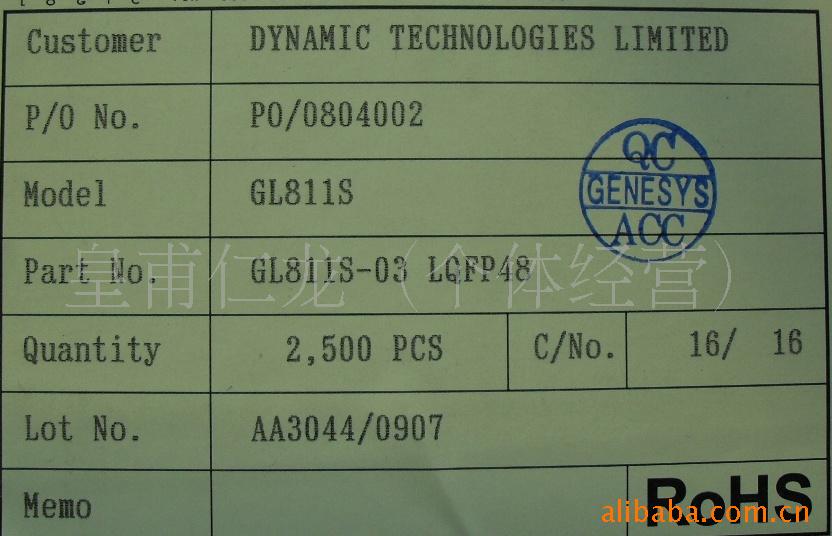 Customer DYNAMIC TECHNOLOGIES LIMITED
P/O No. PO/0804002
QC
Model GL811S GENESYS
ACC
Part No. GL811S-03 LQFP48
皇甫仁龙（个体经营）
Quantity 2,500 PCS C/No. 16/ 16
Lot No. AA3044/0907
Memo RoHS
alibaba.com.cn